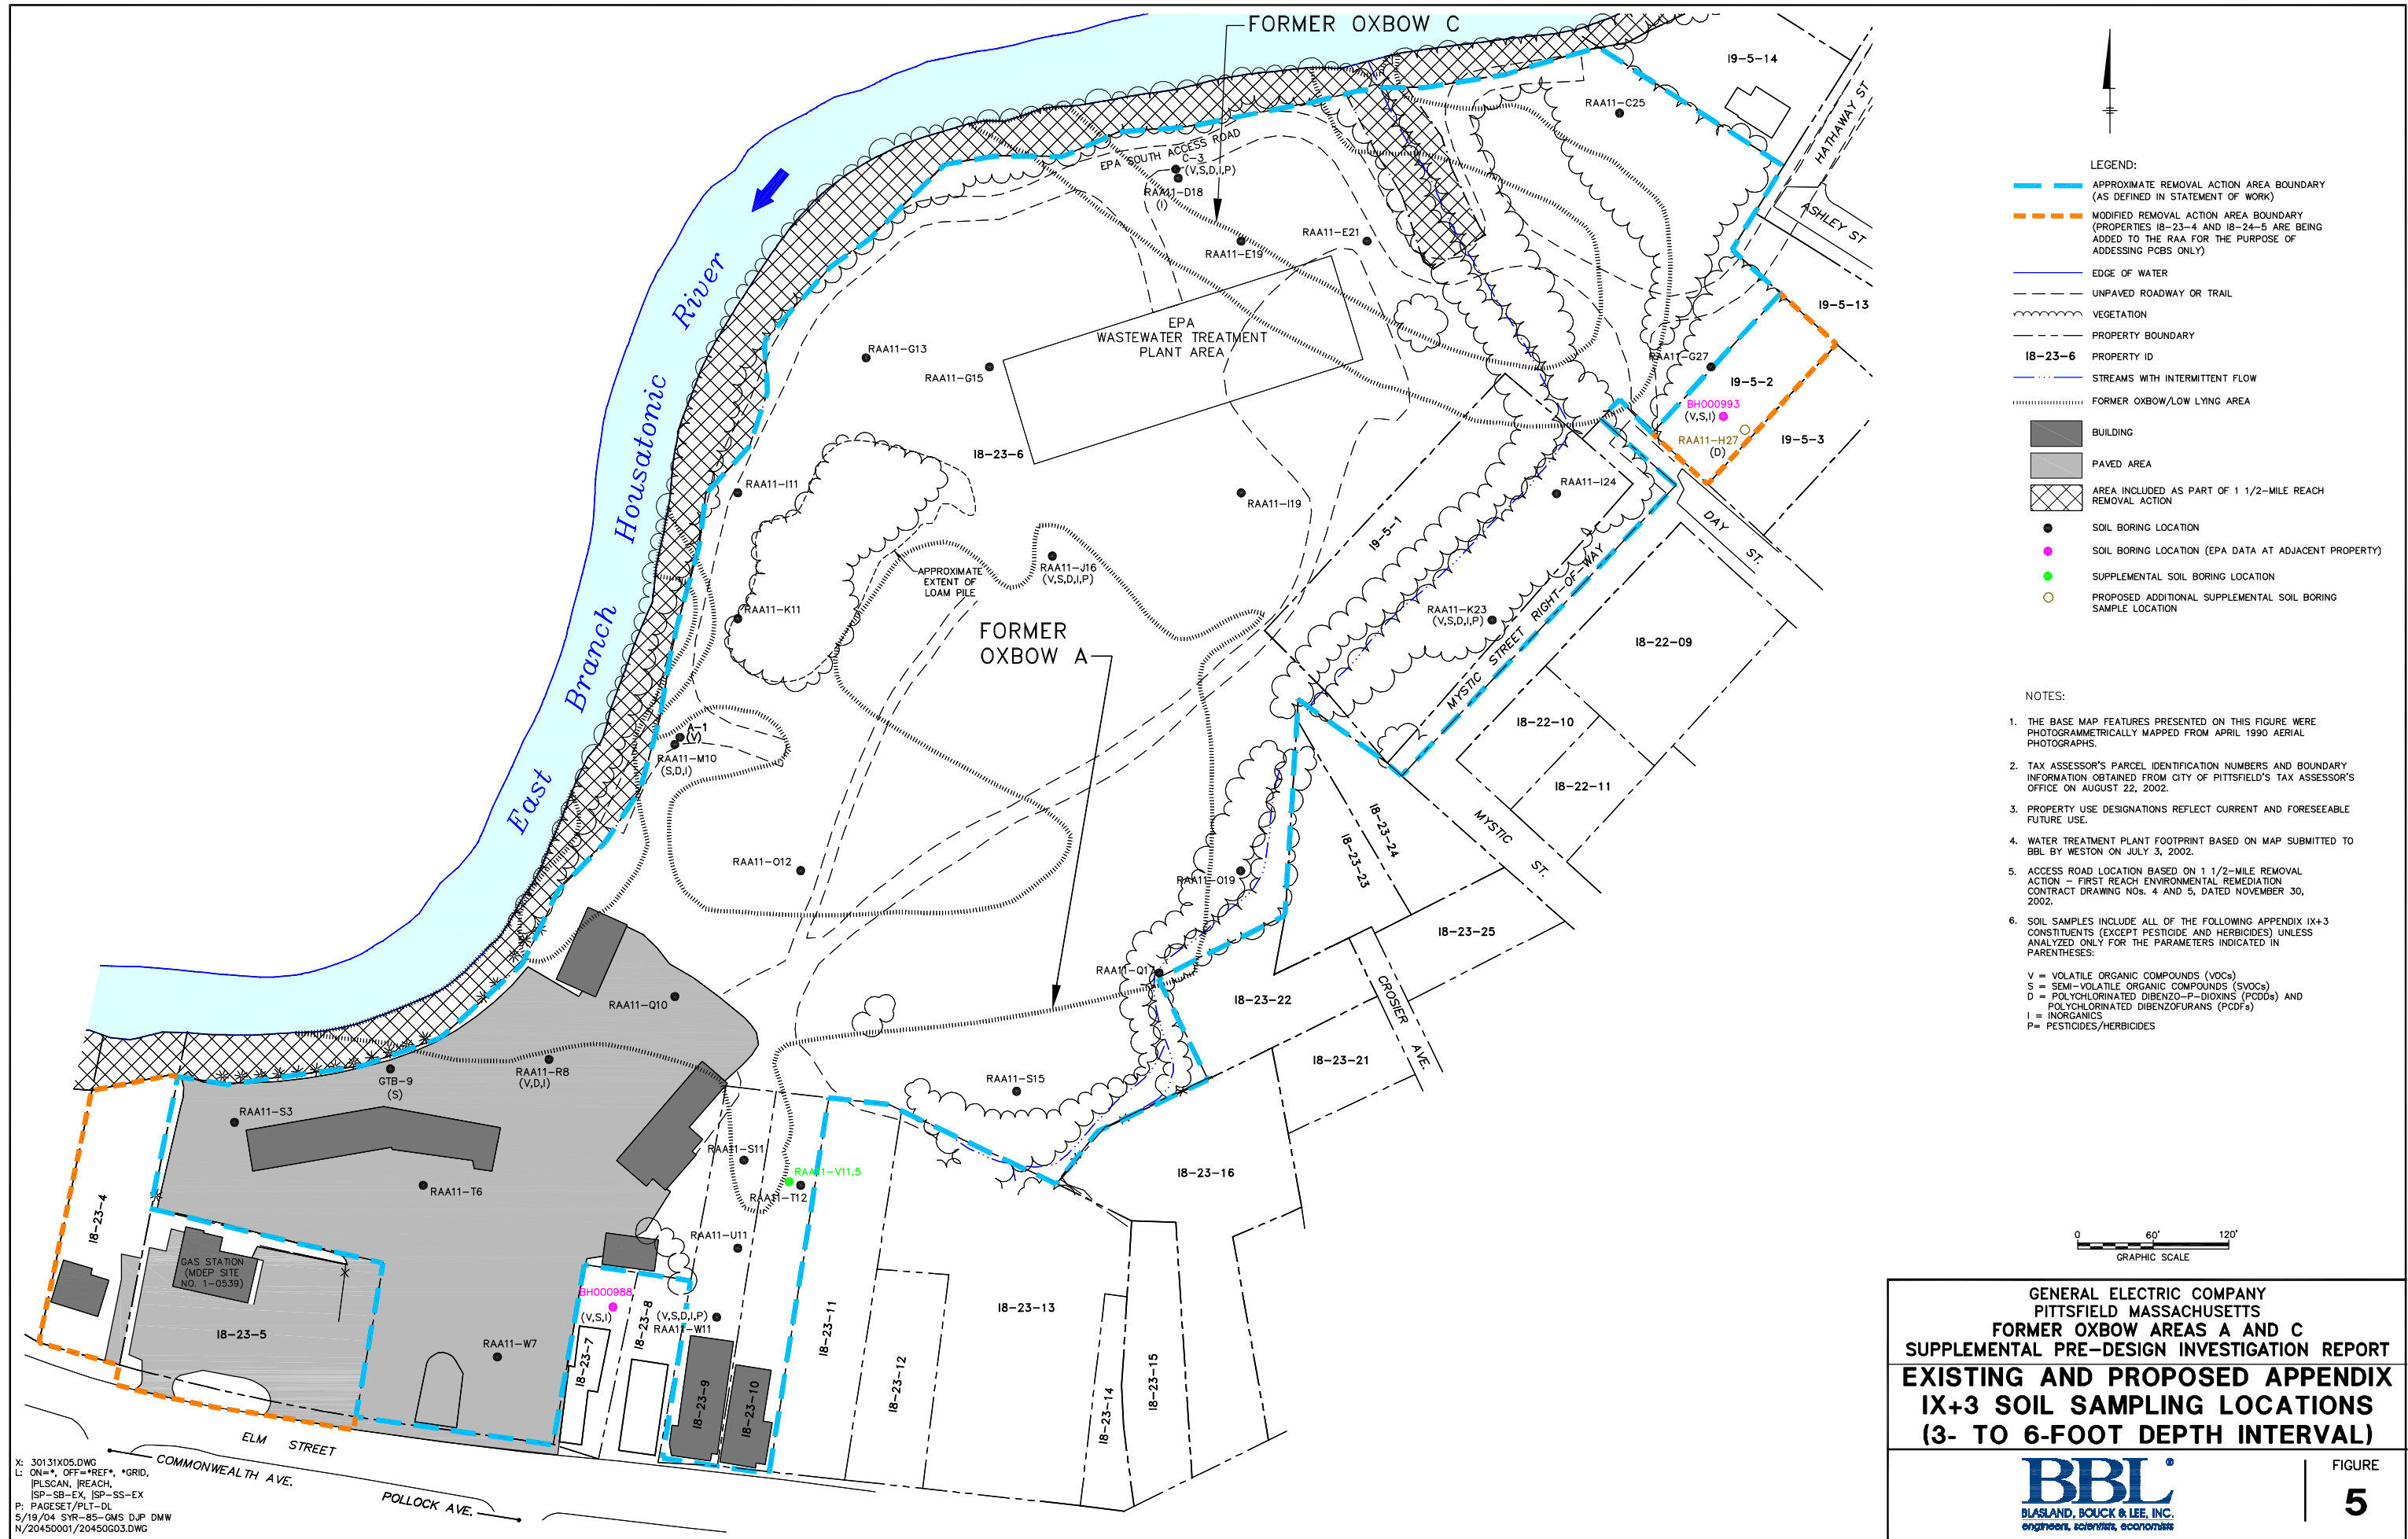 FORMER OXBOW C
19-5-14
RAA11-C25
HATHAWAY ST
ASHLEY ST
EPA SOUTH ACCESS ROAD
C-3
(V,S,D,I,P)
RAA11-D18
(I)
RAA11-E19
RAA11-E21
19-5-13
East Branch Housatonic River
EPA
WASTEWATER TREATMENT
PLANT AREA
RAA11-G13
RAA11-G15
RAA11-G27
19-5-2
BH000993
(V,S,I)
RAA11-H27
(D)
19-5-3
18-23-6
RAA11-I11
RAA11-I19
RAA11-I24
19-5-1
DAY ST.
APPROXIMATE
EXTENT OF
LOAM PILE
RAA11-J16
(V,S,D,I,P)
RAA11-K11
RAA11-K23
(V,S,D,I,P)
MYSTIC STREET RIGHT-OF-WAY
FORMER
OXBOW A
18-22-09
18-22-10
18-22-11
MYSTIC ST.
A-1
(V)
RAA11-M10
(S,D,I)
18-23-24
18-23-23
RAA11-O12
RAA11-O19
18-23-25
RAA11-Q17
RAA11-Q10
18-23-22
CROSIER AVE.
18-23-21
RAA11-R8
(V,D,I)
GTB-9
(S)
RAA11-S3
RAA11-S15
RAA11-S11
RAA11-V11.5
RAA11-T12
RAA11-T6
18-23-16
18-23-4
RAA11-U11
GAS STATION
(MDEP SITE
NO. 1-0539)
BH000988
(V,S,I)
18-23-8
(V,S,D,I,P)
RAA11-W11
18-23-5
RAA11-W7
18-23-7
18-23-9
18-23-10
18-23-11
18-23-12
18-23-13
18-23-14
18-23-15
ELM STREET
COMMONWEALTH AVE.
POLLOCK AVE.
X: 30131X05.DWG
L: ON=*, OFF=*REF*, *GRID,
|PLSCAN, |REACH,
|SP-SB-EX, |SP-SS-EX
P: PAGESET/PLT-DL
5/19/04 SYR-85-GMS DJP DMW
N/20450001/20450G03.DWG
LEGEND:
APPROXIMATE REMOVAL ACTION AREA BOUNDARY
(AS DEFINED IN STATEMENT OF WORK)
MODIFIED REMOVAL ACTION AREA BOUNDARY
(PROPERTIES 18-23-4 AND 18-24-5 ARE BEING
ADDED TO THE RAA FOR THE PURPOSE OF
ADDESSING PCBS ONLY)
EDGE OF WATER
UNPAVED ROADWAY OR TRAIL
VEGETATION
PROPERTY BOUNDARY
18-23-6 PROPERTY ID
STREAMS WITH INTERMITTENT FLOW
FORMER OXBOW/LOW LYING AREA
BUILDING
PAVED AREA
AREA INCLUDED AS PART OF 1 1/2-MILE REACH
REMOVAL ACTION
SOIL BORING LOCATION
SOIL BORING LOCATION (EPA DATA AT ADJACENT PROPERTY)
SUPPLEMENTAL SOIL BORING LOCATION
PROPOSED ADDITIONAL SUPPLEMENTAL SOIL BORING
SAMPLE LOCATION
NOTES:
1. THE BASE MAP FEATURES PRESENTED ON THIS FIGURE WERE
PHOTOGRAMMETRICALLY MAPPED FROM APRIL 1990 AERIAL
PHOTOGRAPHS.
2. TAX ASSESSOR'S PARCEL IDENTIFICATION NUMBERS AND BOUNDARY
INFORMATION OBTAINED FROM CITY OF PITTSFIELD'S TAX ASSESSOR'S
OFFICE ON AUGUST 22, 2002.
3. PROPERTY USE DESIGNATIONS REFLECT CURRENT AND FORESEEABLE
FUTURE USE.
4. WATER TREATMENT PLANT FOOTPRINT BASED ON MAP SUBMITTED TO
BBL BY WESTON ON JULY 3, 2002.
5. ACCESS ROAD LOCATION BASED ON 1 1/2-MILE REMOVAL
ACTION - FIRST REACH ENVIRONMENTAL REMEDIATION
CONTRACT DRAWING NOs. 4 AND 5, DATED NOVEMBER 30,
2002.
6. SOIL SAMPLES INCLUDE ALL OF THE FOLLOWING APPENDIX IX+3
CONSTITUENTS (EXCEPT PESTICIDE AND HERBICIDES) UNLESS
ANALYZED ONLY FOR THE PARAMETERS INDICATED IN
PARENTHESES:
V = VOLATILE ORGANIC COMPOUNDS (VOCs)
S = SEMI-VOLATILE ORGANIC COMPOUNDS (SVOCs)
D = POLYCHLORINATED DIBENZO-P-DIOXINS (PCDDs) AND
POLYCHLORINATED DIBENZOFURANS (PCDFs)
I = INORGANICS
P= PESTICIDES/HERBICIDES
0 60' 120'
GRAPHIC SCALE
GENERAL ELECTRIC COMPANY
PITTSFIELD MASSACHUSETTS
FORMER OXBOW AREAS A AND C
SUPPLEMENTAL PRE-DESIGN INVESTIGATION REPORT
EXISTING AND PROPOSED APPENDIX
IX+3 SOIL SAMPLING LOCATIONS
(3- TO 6-FOOT DEPTH INTERVAL)
BBL®
BLASLAND, BOUCK & LEE, INC.
engineers, scientists, economists
FIGURE
5